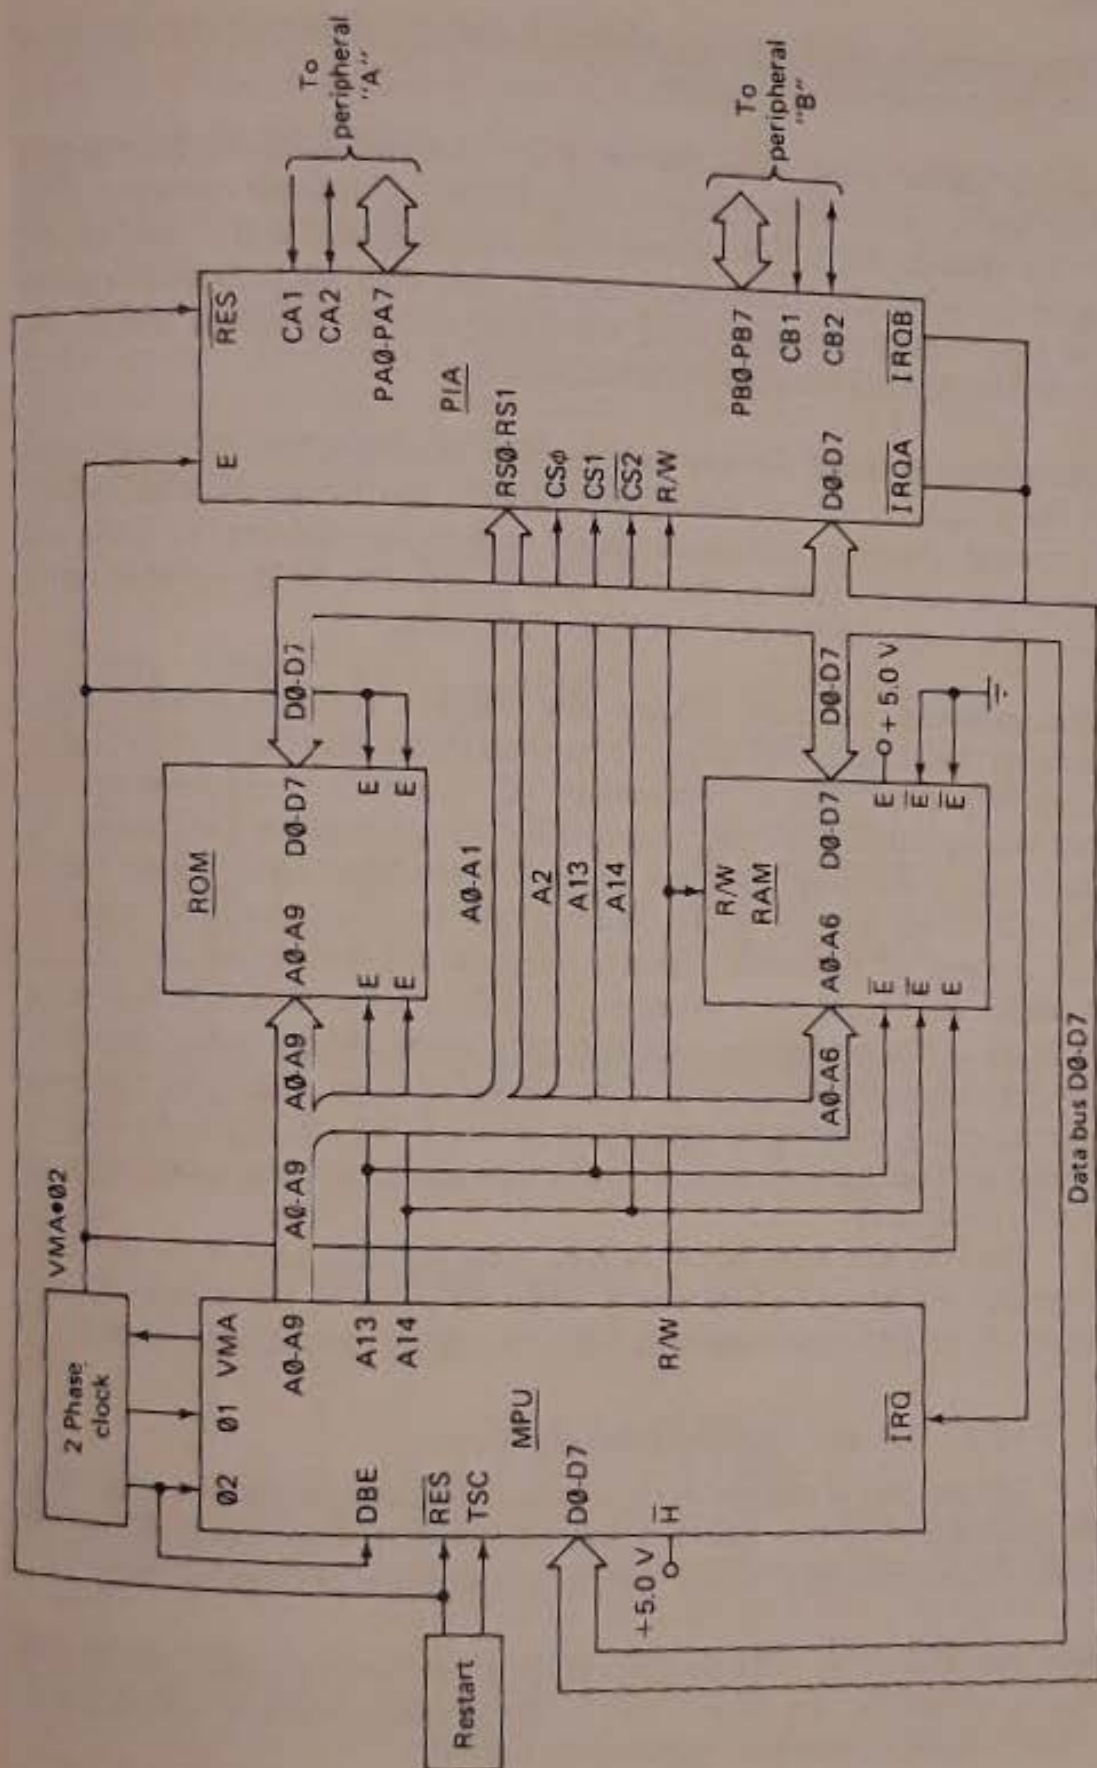 2 Phase
clock
VMA•02
02
01
VMA
DBE
A0-A9
A13
A14
Restart
RES
TSC
MPU
D0-D7
R/W
+5.0 V
H
IRQ
A0-A9
A0-A9
ROM
A0-A9
D0-D7
D0-D7
E
E
E
E
A0-A1
A2
A13
A14
A0-A6
R/W
RAM
A0-A6
D0-D7
D0-D7
E
E
E
E
E
E
+ 5.0 V
Data bus D0-D7
E
RES
CA1
CA2
PA0-PA7
PIA
RS0-RS1
CSϕ
CS1
CS2
R/W
PB0-PB7
CB1
CB2
D0-D7
IRQA
IRQB
To
peripheral
"A"
To
peripheral
"B"